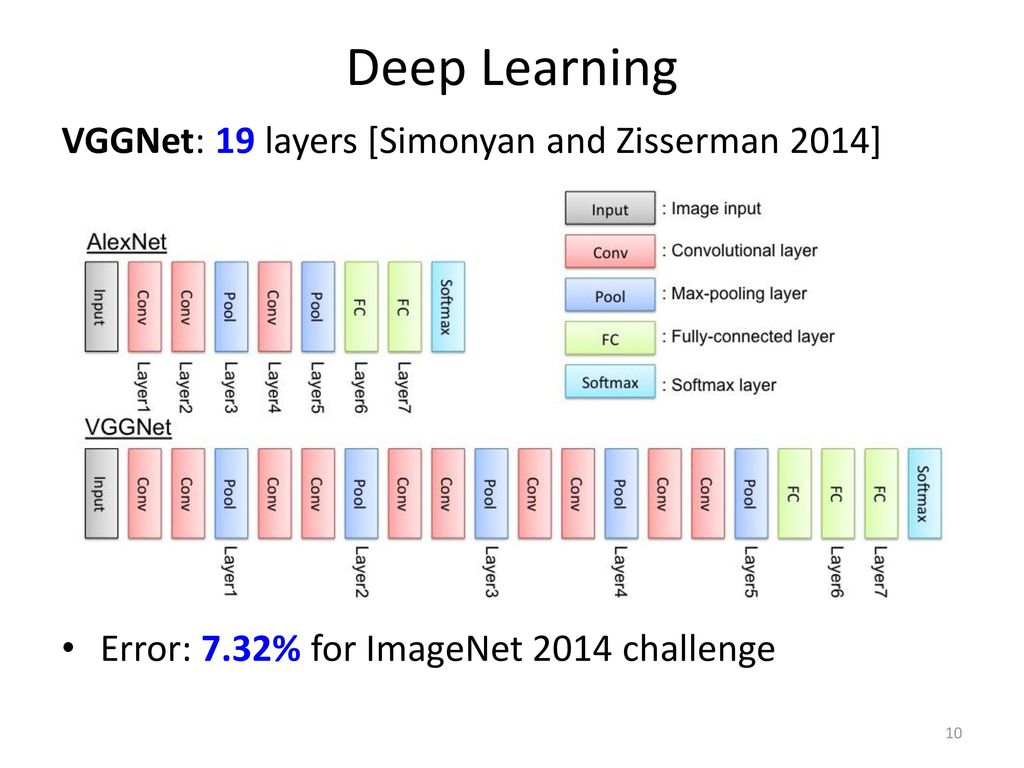 Deep Learning
VGGNet: 19 layers [Simonyan and Zisserman 2014]
Input : Image input
Conv : Convolutional layer
Pool : Max-pooling layer
FC : Fully-connected layer
Softmax : Softmax layer
AlexNet
Input Conv Conv Pool Conv Pool FC FC Softmax
Layer1 Layer2 Layer3 Layer4 Layer5 Layer6 Layer7
VGGNet
Input Conv Conv Pool Conv Conv Pool Conv Conv Pool Conv Conv Pool Conv Conv Pool FC FC FC Softmax
Layer1 Layer2 Layer3 Layer4 Layer5 Layer6 Layer7
• Error: 7.32% for ImageNet 2014 challenge
10